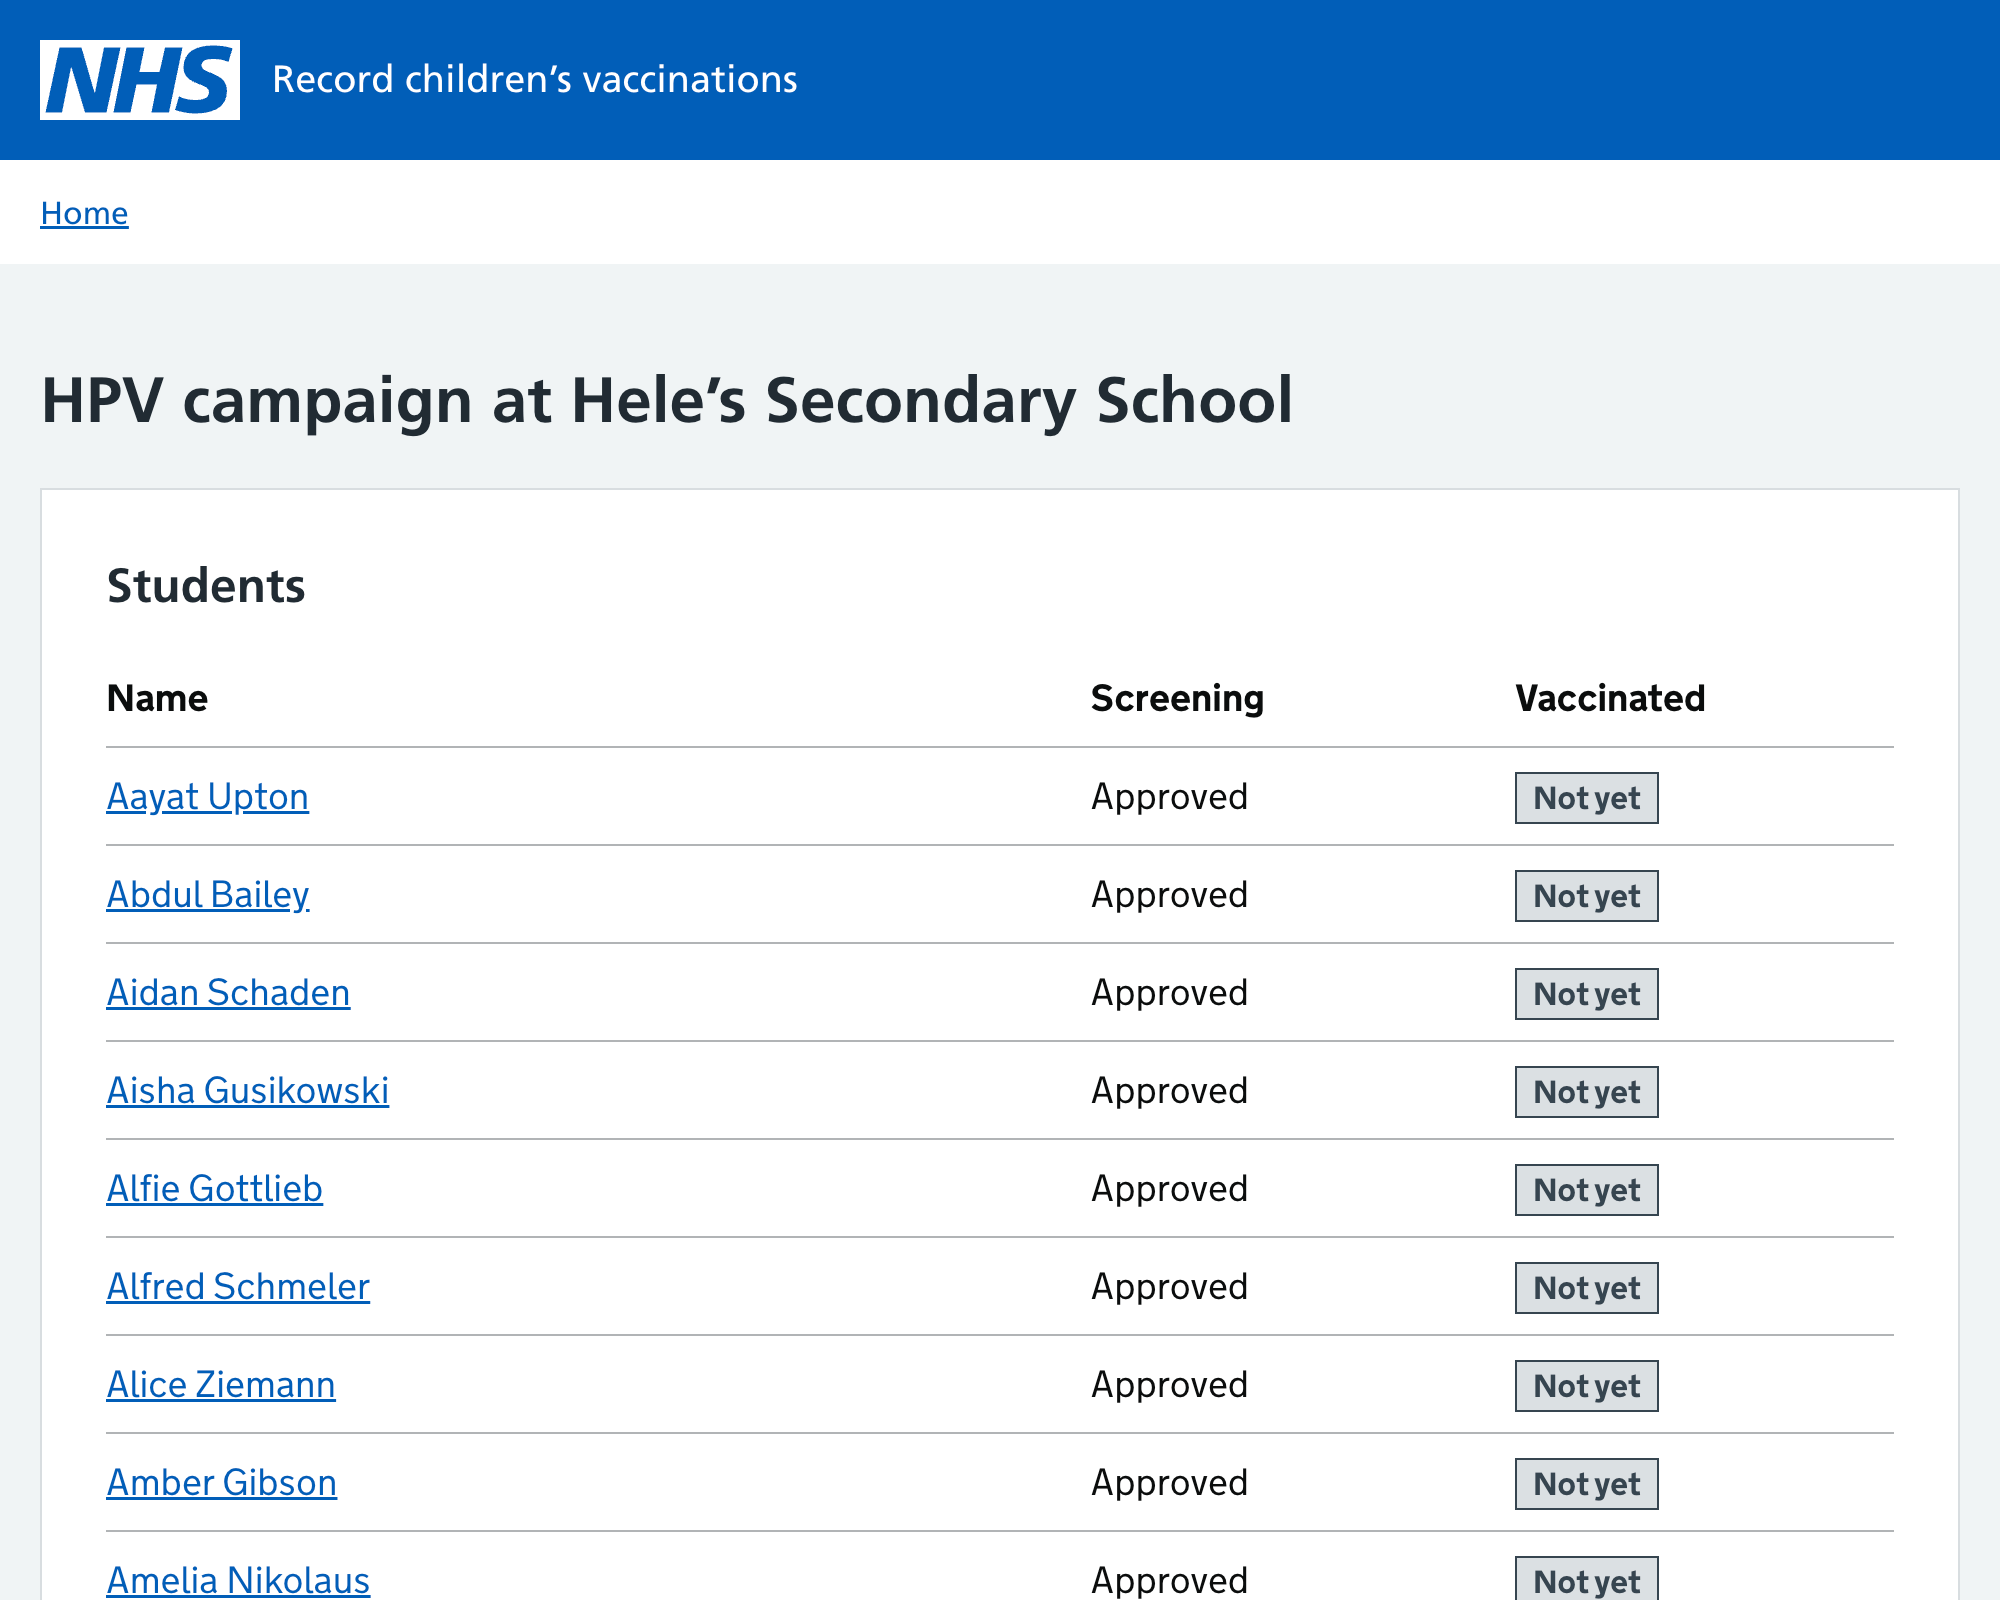 NHS Record children’s vaccinations
Home
HPV campaign at Hele’s Secondary School
Students
Name Screening Vaccinated
Aayat Upton Approved Not yet
Abdul Bailey Approved Not yet
Aidan Schaden Approved Not yet
Aisha Gusikowski Approved Not yet
Alfie Gottlieb Approved Not yet
Alfred Schmeler Approved Not yet
Alice Ziemann Approved Not yet
Amber Gibson Approved Not yet
Amelia Nikolaus Approved Not yet